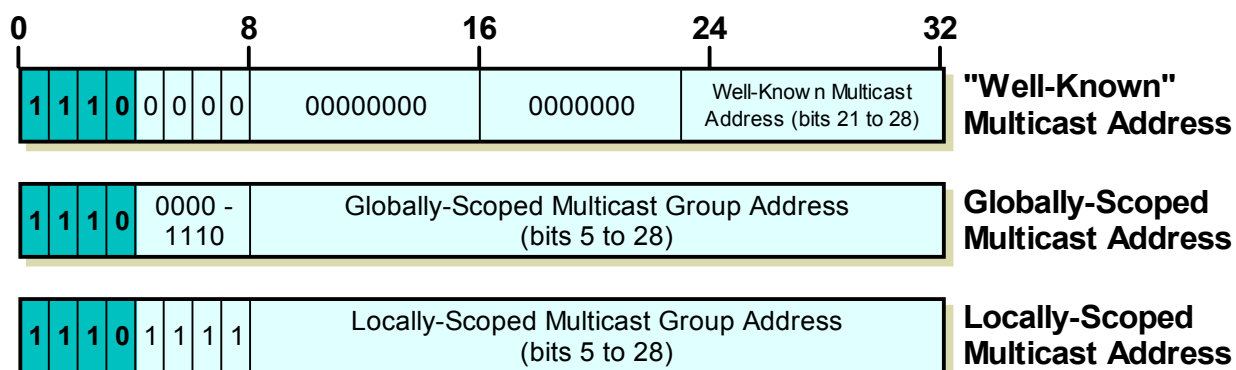 0 8 16 24 32
1 1 1 0 0 0 0 0 00000000 0000000 Well-Known Multicast
Address (bits 21 to 28)
"Well-Known"
Multicast Address
1 1 1 0 0000 -
1110
Globally-Scoped Multicast Group Address
(bits 5 to 28)
Globally-Scoped
Multicast Address
1 1 1 0 1 1 1 1 Locally-Scoped Multicast Group Address
(bits 5 to 28)
Locally-Scoped
Multicast Address